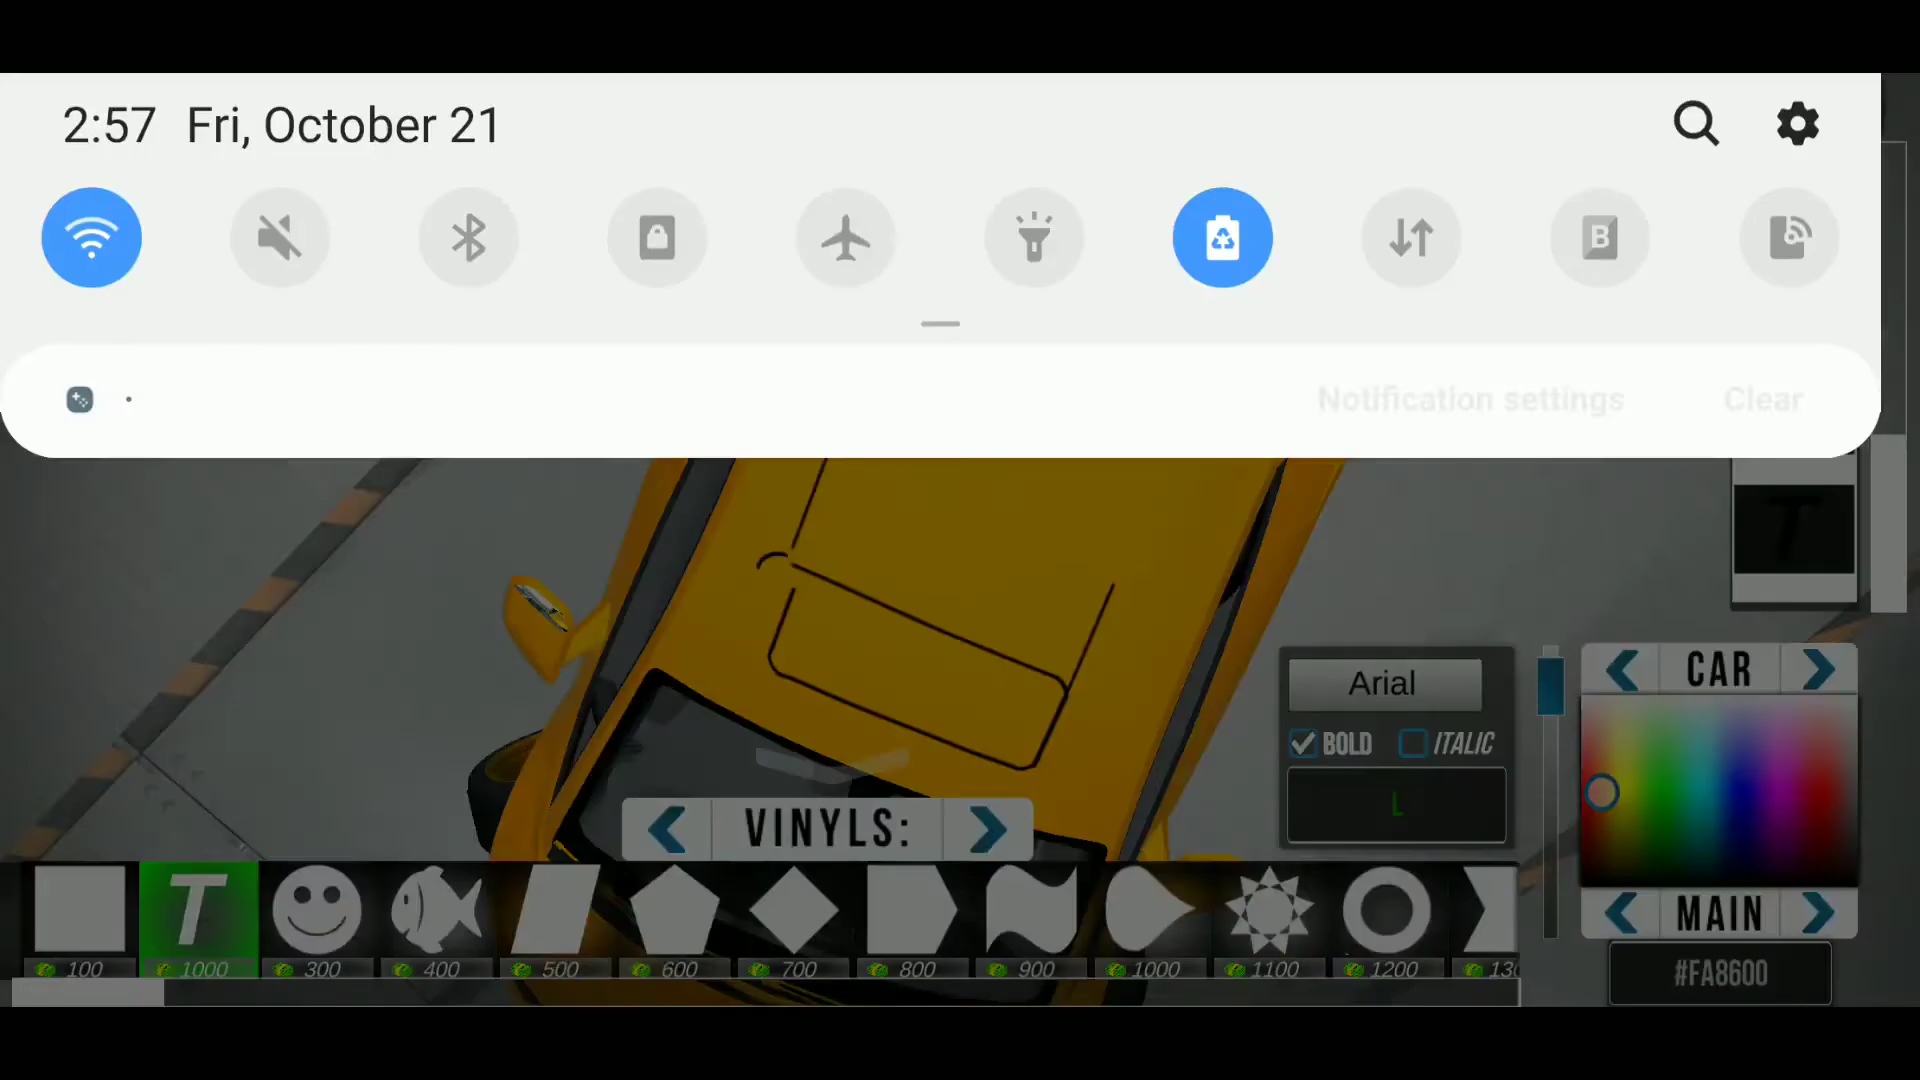 2:57 Fri, October 21
B
Notification settings Clear
T
CAR
Arial
BOLD ITALIC
L
VINYLS:
T
MAIN
100 1000 300 400 500 600 700 800 900 1000 1100 1200
#FA8600